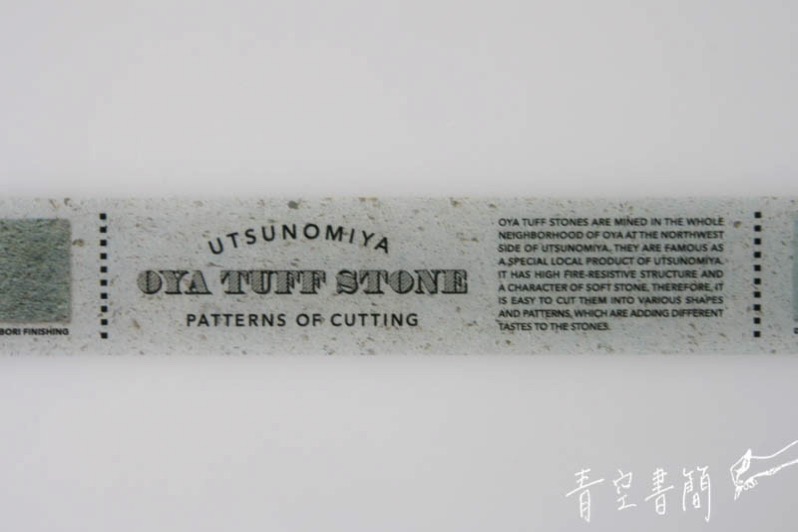 BORI FINISHING
UTSUNOMIYA
OYA TUFF STONE
PATTERNS OF CUTTING
OYA TUFF STONES ARE MINED IN THE WHOLE
NEIGHBORHOOD OF OYA AT THE NORTHWEST
SIDE OF UTSUNOMIYA. THEY ARE FAMOUS AS
A SPECIAL LOCAL PRODUCT OF UTSUNOMIYA.
IT HAS HIGH FIRE-RESISTIVE STRUCTURE AND
A CHARACTER OF SOFT STONE, THEREFORE, IT
IS EASY TO CUT THEM INTO VARIOUS SHAPES
AND PATTERNS, WHICH ARE ADDING DIFFERENT
TASTES TO THE STONES.
青空書簡